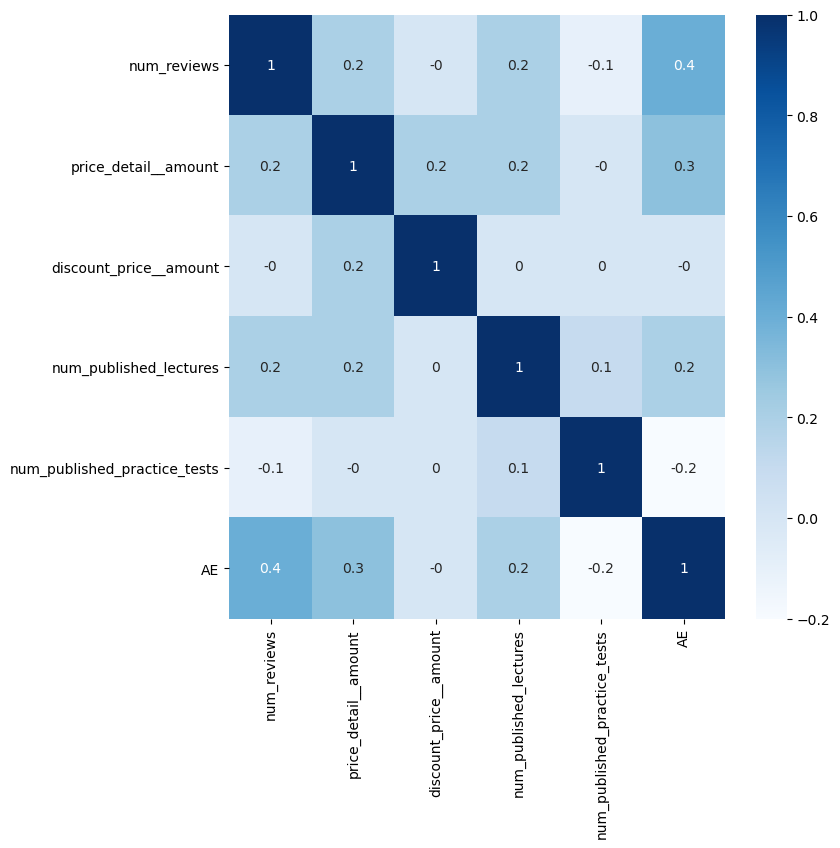 num_reviews 1 0.2 -0 0.2 -0.1 0.4
price_detail__amount 0.2 1 0.2 0.2 -0 0.3
discount_price__amount -0 0.2 1 0 0 -0
num_published_lectures 0.2 0.2 0 1 0.1 0.2
num_published_practice_tests -0.1 -0 0 0.1 1 -0.2
AE 0.4 0.3 -0 0.2 -0.2 1
num_reviews
price_detail__amount
discount_price__amount
num_published_lectures
num_published_practice_tests
AE
1.0
0.8
0.6
0.4
0.2
0.0
−0.2